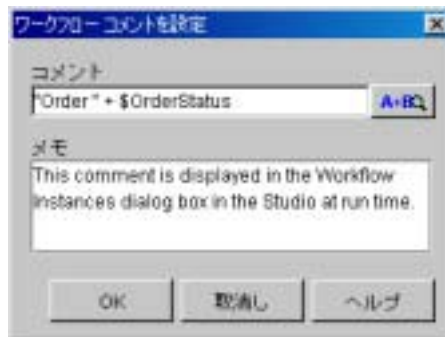 ワークフロー コメントを設定
コメント
"Order " + $OrderStatus
A+B
メモ
This comment is displayed in the Workflow
Instances dialog box in the Studio at run time.
OK
取消し
ヘルプ